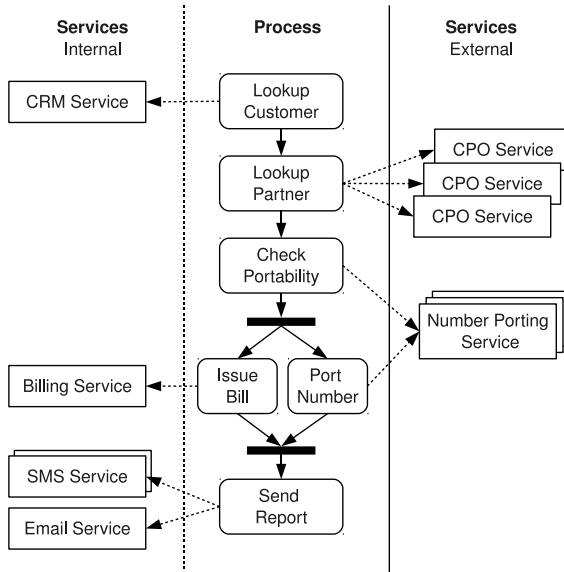 Services
Internal
Process
Services
External
CRM Service
Lookup
Customer
Lookup
Partner
CPO Service
CPO Service
CPO Service
Check
Portability
Number Porting
Service
Billing Service
Issue
Bill
Port
Number
SMS Service
Email Service
Send
Report